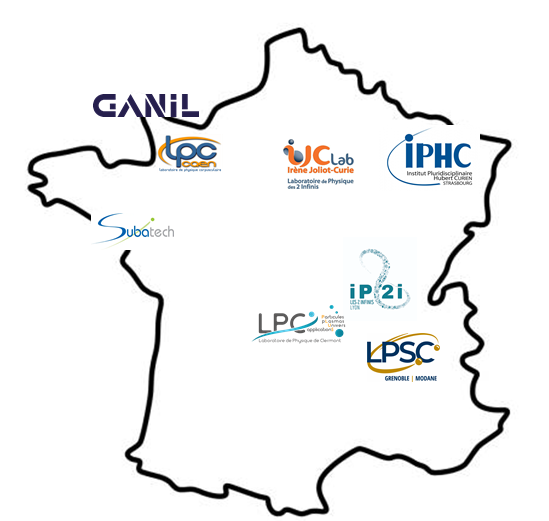 GANIL
LPC
caen
laboratoire de physique corpusculaire
iJC Lab
Irène Joliot-Curie
Laboratoire de Physique
des 2 Infinis
iPHC
Institut Pluridisciplinaire
Hubert CURIEN
STRASBOURG
Subatech
iP2i
LES 2 INFINIS
LYON
LPC
Particules
plasmas
Univers
applications
Laboratoire de Physique de Clermont
LPSC
GRENOBLE | MODANE